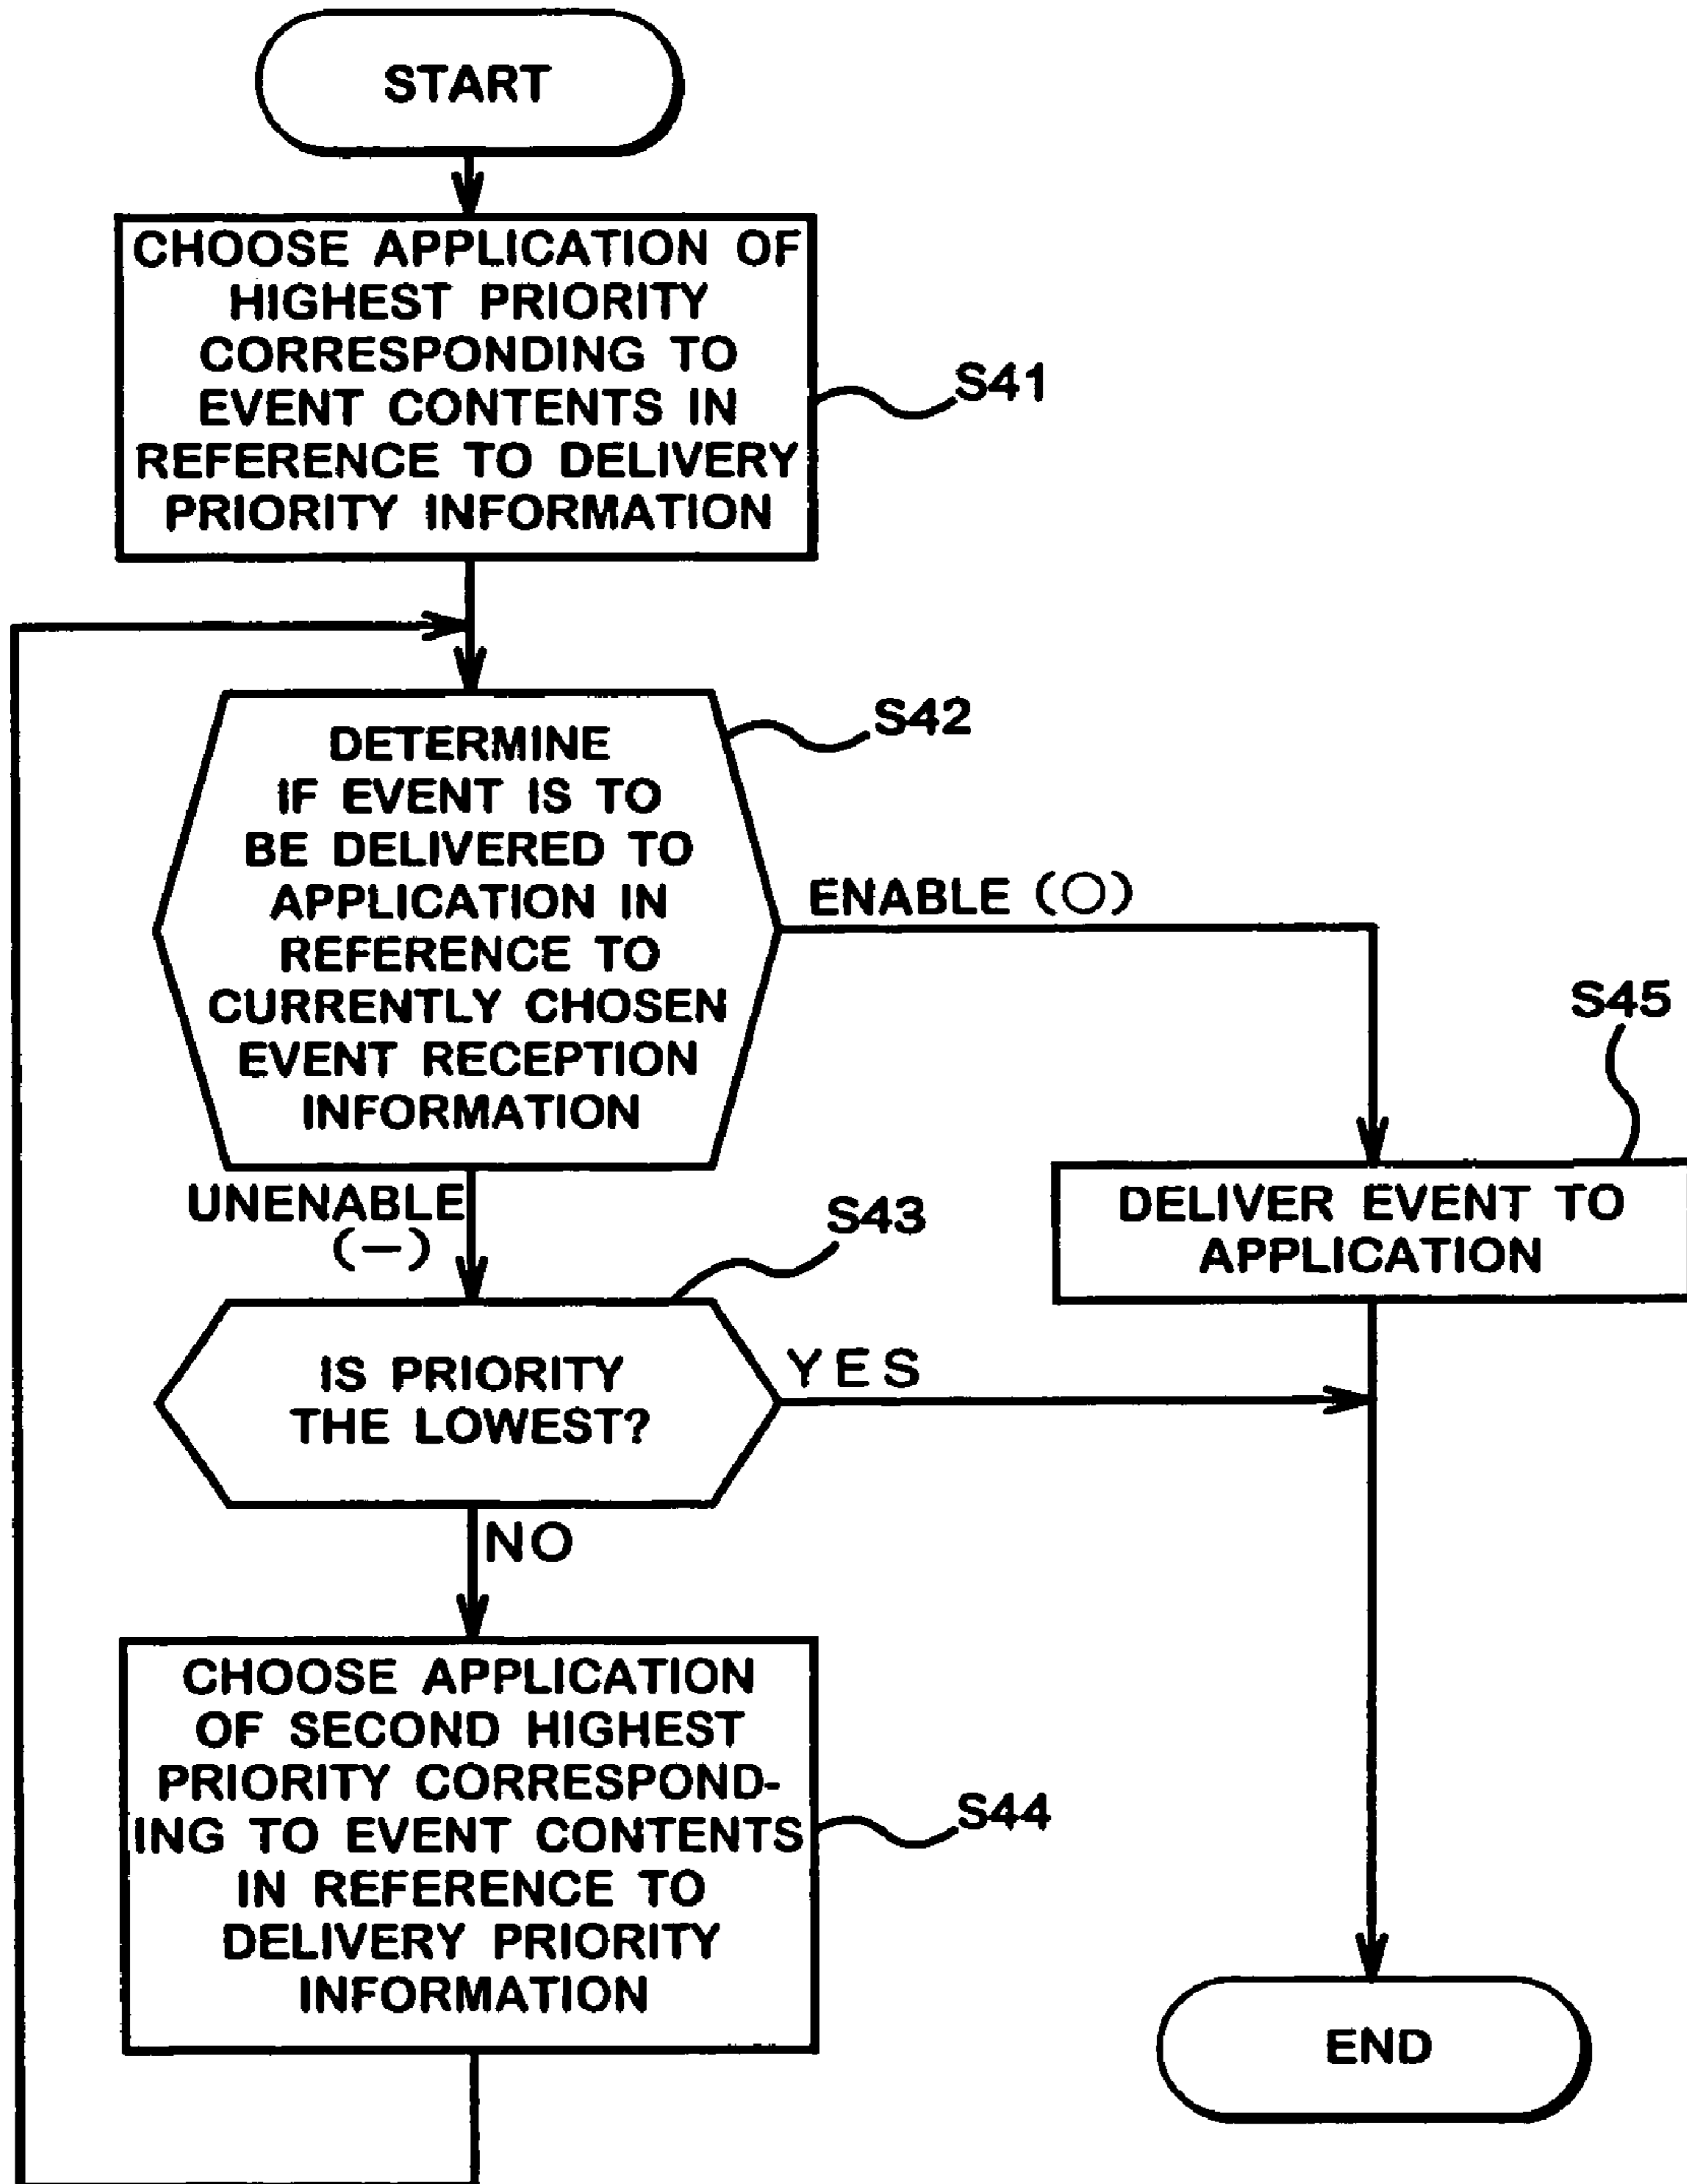 START
CHOOSE APPLICATION OF
HIGHEST PRIORITY
CORRESPONDING TO
EVENT CONTENTS IN
REFERENCE TO DELIVERY
PRIORITY INFORMATION
S41
DETERMINE
IF EVENT IS TO
BE DELIVERED TO
APPLICATION IN
REFERENCE TO
CURRENTLY CHOSEN
EVENT RECEPTION
INFORMATION
S42
ENABLE (○)
UNENABLE
(—)
S45
DELIVER EVENT TO
APPLICATION
S43
IS PRIORITY
THE LOWEST?
YES
NO
CHOOSE APPLICATION
OF SECOND HIGHEST
PRIORITY CORRESPOND-
ING TO EVENT CONTENTS
IN REFERENCE TO
DELIVERY PRIORITY
INFORMATION
S44
END